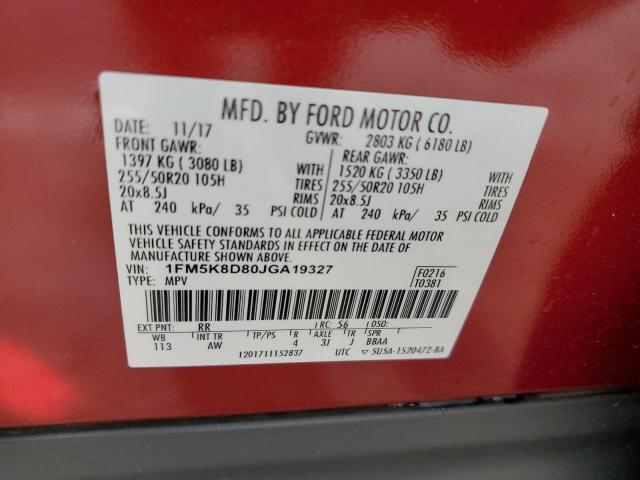 MFD. BY FORD MOTOR CO.
DATE: 11/17 GVWR: 2803 KG ( 6180 LB)
FRONT GAWR: REAR GAWR:
1397 KG ( 3080 LB) WITH 1520 KG ( 3350 LB) WITH
255/50R20 105H TIRES 255/50R20 105H TIRES
20x8.5J RIMS 20x8.5J RIMS
AT 240 kPa/ 35 PSI COLD AT 240 kPa/ 35 PSI COLD
THIS VEHICLE CONFORMS TO ALL APPLICABLE FEDERAL MOTOR
VEHICLE SAFETY STANDARDS IN EFFECT ON THE DATE OF
MANUFACTURE SHOWN ABOVE.
VIN: 1FM5K8D80JGA19327 F0216
TYPE: MPV T0381
EXT PNT: RR RC: 56 DSO:
WB INT TR TP/PS R AXLE TR SPR
113 AW 4 3J J BBAA
1201711152837 UTC 5U5A-1520472-BA